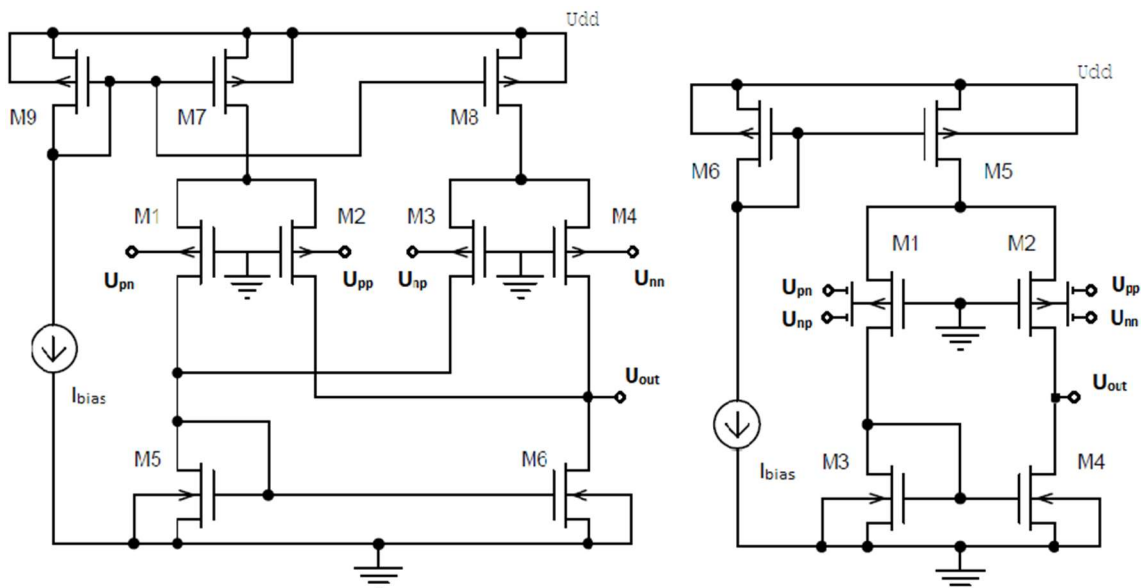 Udd
M9
M7
M8
M1
M2
M3
M4
Upn
Upp
Unp
Unn
Uout
Ibias
M5
M6
Udd
M6
M5
M1
M2
Upn
Unp
Upp
Unn
Uout
Ibias
M3
M4